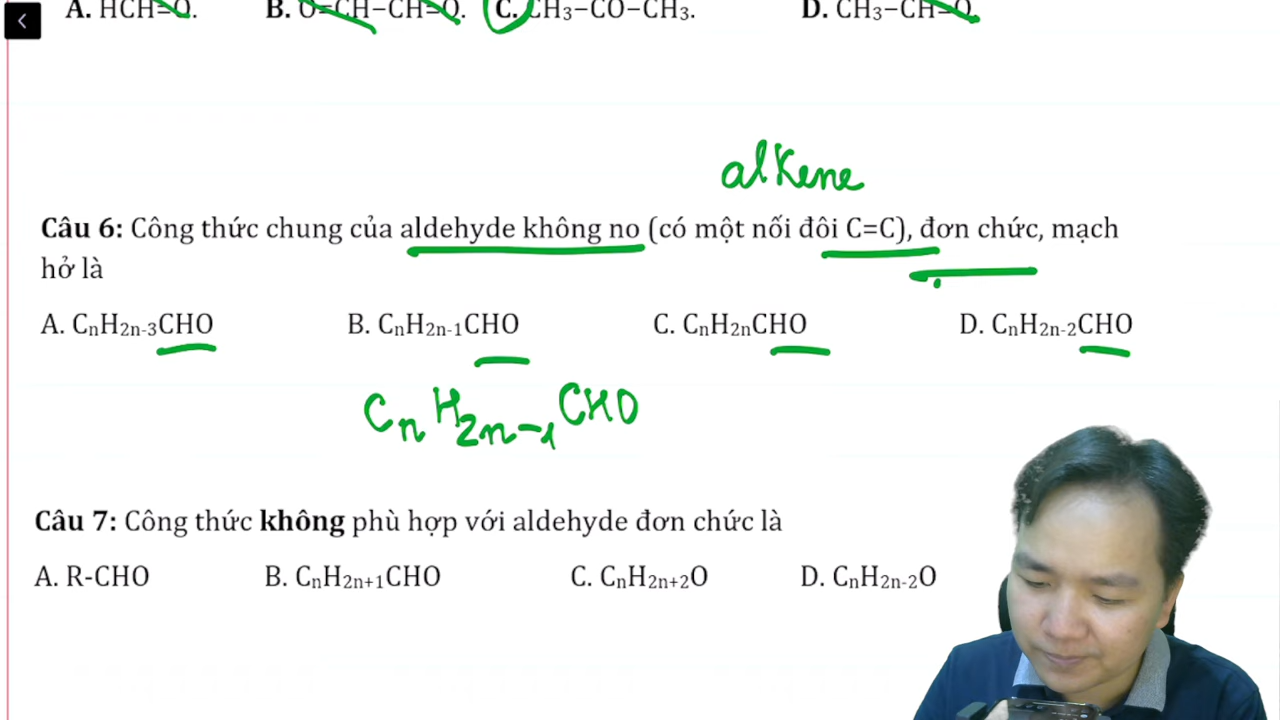 A. HCH=O. B. O=CH−CH=O. C. CH₃−CO−CH₃. D. CH₃−CH=O.
alkene
Câu 6: Công thức chung của aldehyde không no (có một nối đôi C=C), đơn chức, mạch
hở là
A. CₙH₂ₙ₋₃CHO B. CₙH₂ₙ₋₁CHO C. CₙH₂ₙCHO D. CₙH₂ₙ₋₂CHO
CₙH₂ₙ₋₁CHO
Câu 7: Công thức không phù hợp với aldehyde đơn chức là
A. R-CHO B. CₙH₂ₙ₊₁CHO C. CₙH₂ₙ₊₂O D. CₙH₂ₙ₋₂O